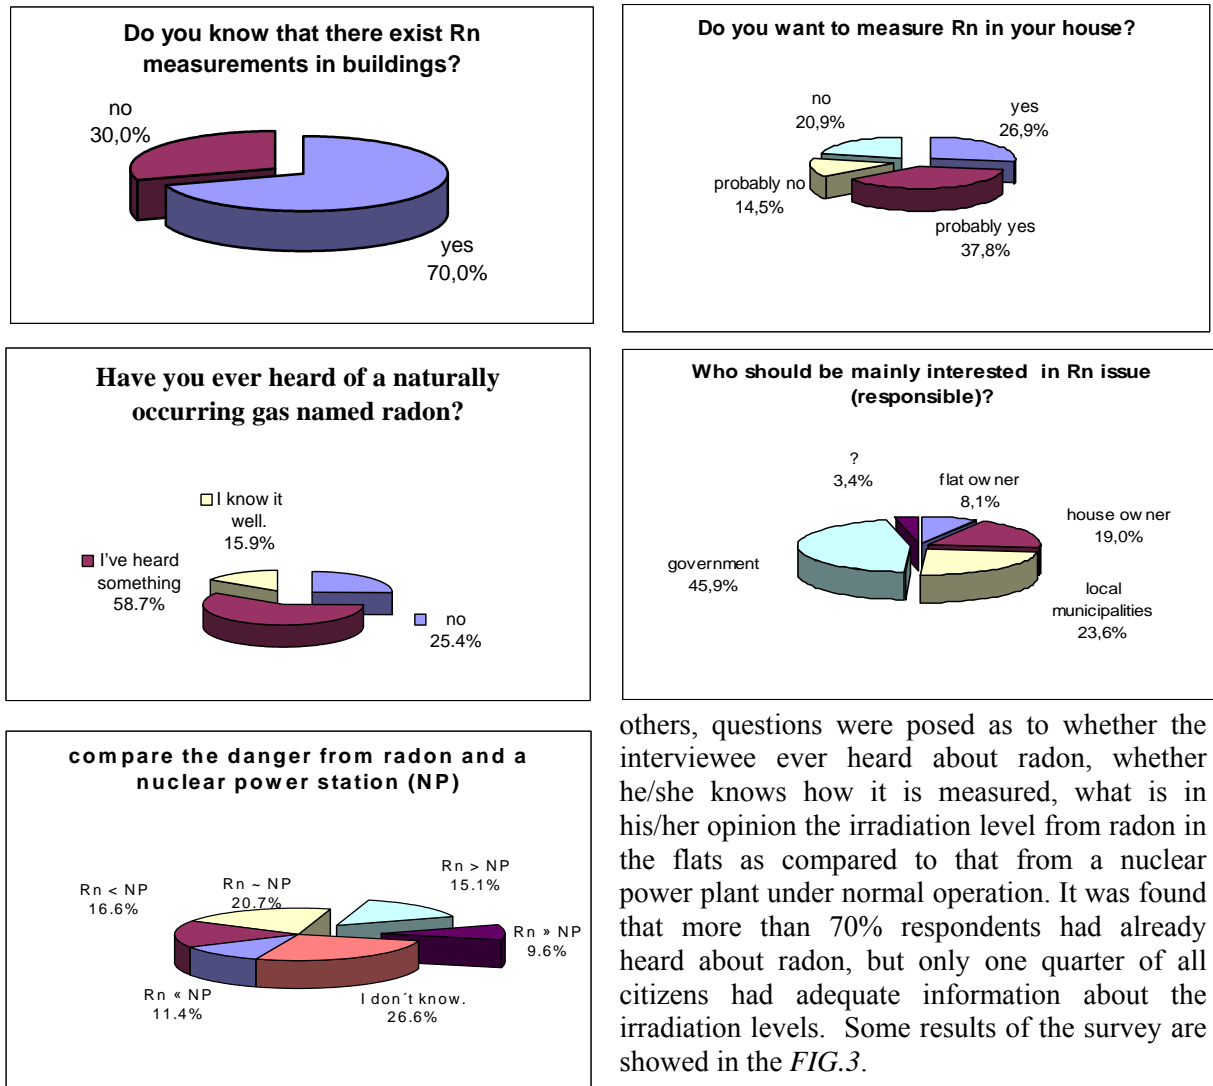 Do you know that there exist Rn
measurements in buildings?
no
30,0%
yes
70,0%
Do you want to measure Rn in your house?
no
20,9%
yes
26,9%
probably no
14,5%
probably yes
37,8%
Have you ever heard of a naturally
occurring gas named radon?
I know it
well.
15.9%
I've heard
something
58.7%
no
25.4%
Who should be mainly interested in Rn issue
(responsible)?
?
3,4%
flat owner
8,1%
house owner
19,0%
government
45,9%
local
municipalities
23,6%
compare the danger from radon and a
nuclear power station (NP)
Rn < NP
16.6%
Rn ~ NP
20.7%
Rn > NP
15.1%
Rn » NP
9.6%
Rn « NP
11.4%
I don´t know.
26.6%
others, questions were posed as to whether the
interviewee ever heard about radon, whether
he/she knows how it is measured, what is in
his/her opinion the irradiation level from radon in
the flats as compared to that from a nuclear
power plant under normal operation. It was found
that more than 70% respondents had already
heard about radon, but only one quarter of all
citizens had adequate information about the
irradiation levels. Some results of the survey are
showed in the FIG.3.